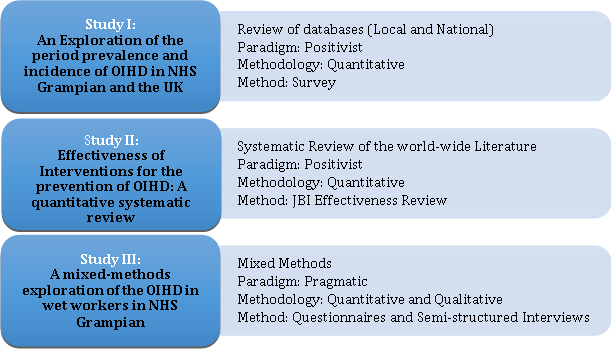 Study I:
An Exploration of the
period prevalence and
incidence of OIHD in NHS
Grampian and the UK
Review of databases (Local and National)
Paradigm: Positivist
Methodology: Quantitative
Method: Survey
Study II:
Effectiveness of
Interventions for the
prevention of OIHD: A
quantitative systematic
review
Systematic Review of the world-wide Literature
Paradigm: Positivist
Methodology: Quantitative
Method: JBI Effectiveness Review
Study III:
A mixed-methods
exploration of the OIHD in
wet workers in NHS
Grampian
Mixed Methods
Paradigm: Pragmatic
Methodology: Quantitative and Qualitative
Method: Questionnaires and Semi-structured Interviews